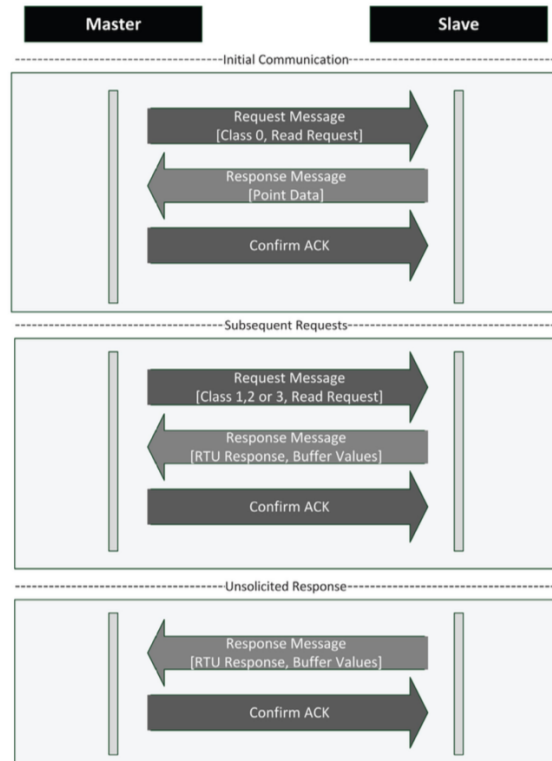 Master
Slave
Initial Communication
Request Message
[Class 0, Read Request]
Response Message
[Point Data]
Confirm ACK
Subsequent Requests
Request Message
[Class 1,2 or 3, Read Request]
Response Message
[RTU Response, Buffer Values]
Confirm ACK
Unsolicited Response
Response Message
[RTU Response, Buffer Values]
Confirm ACK